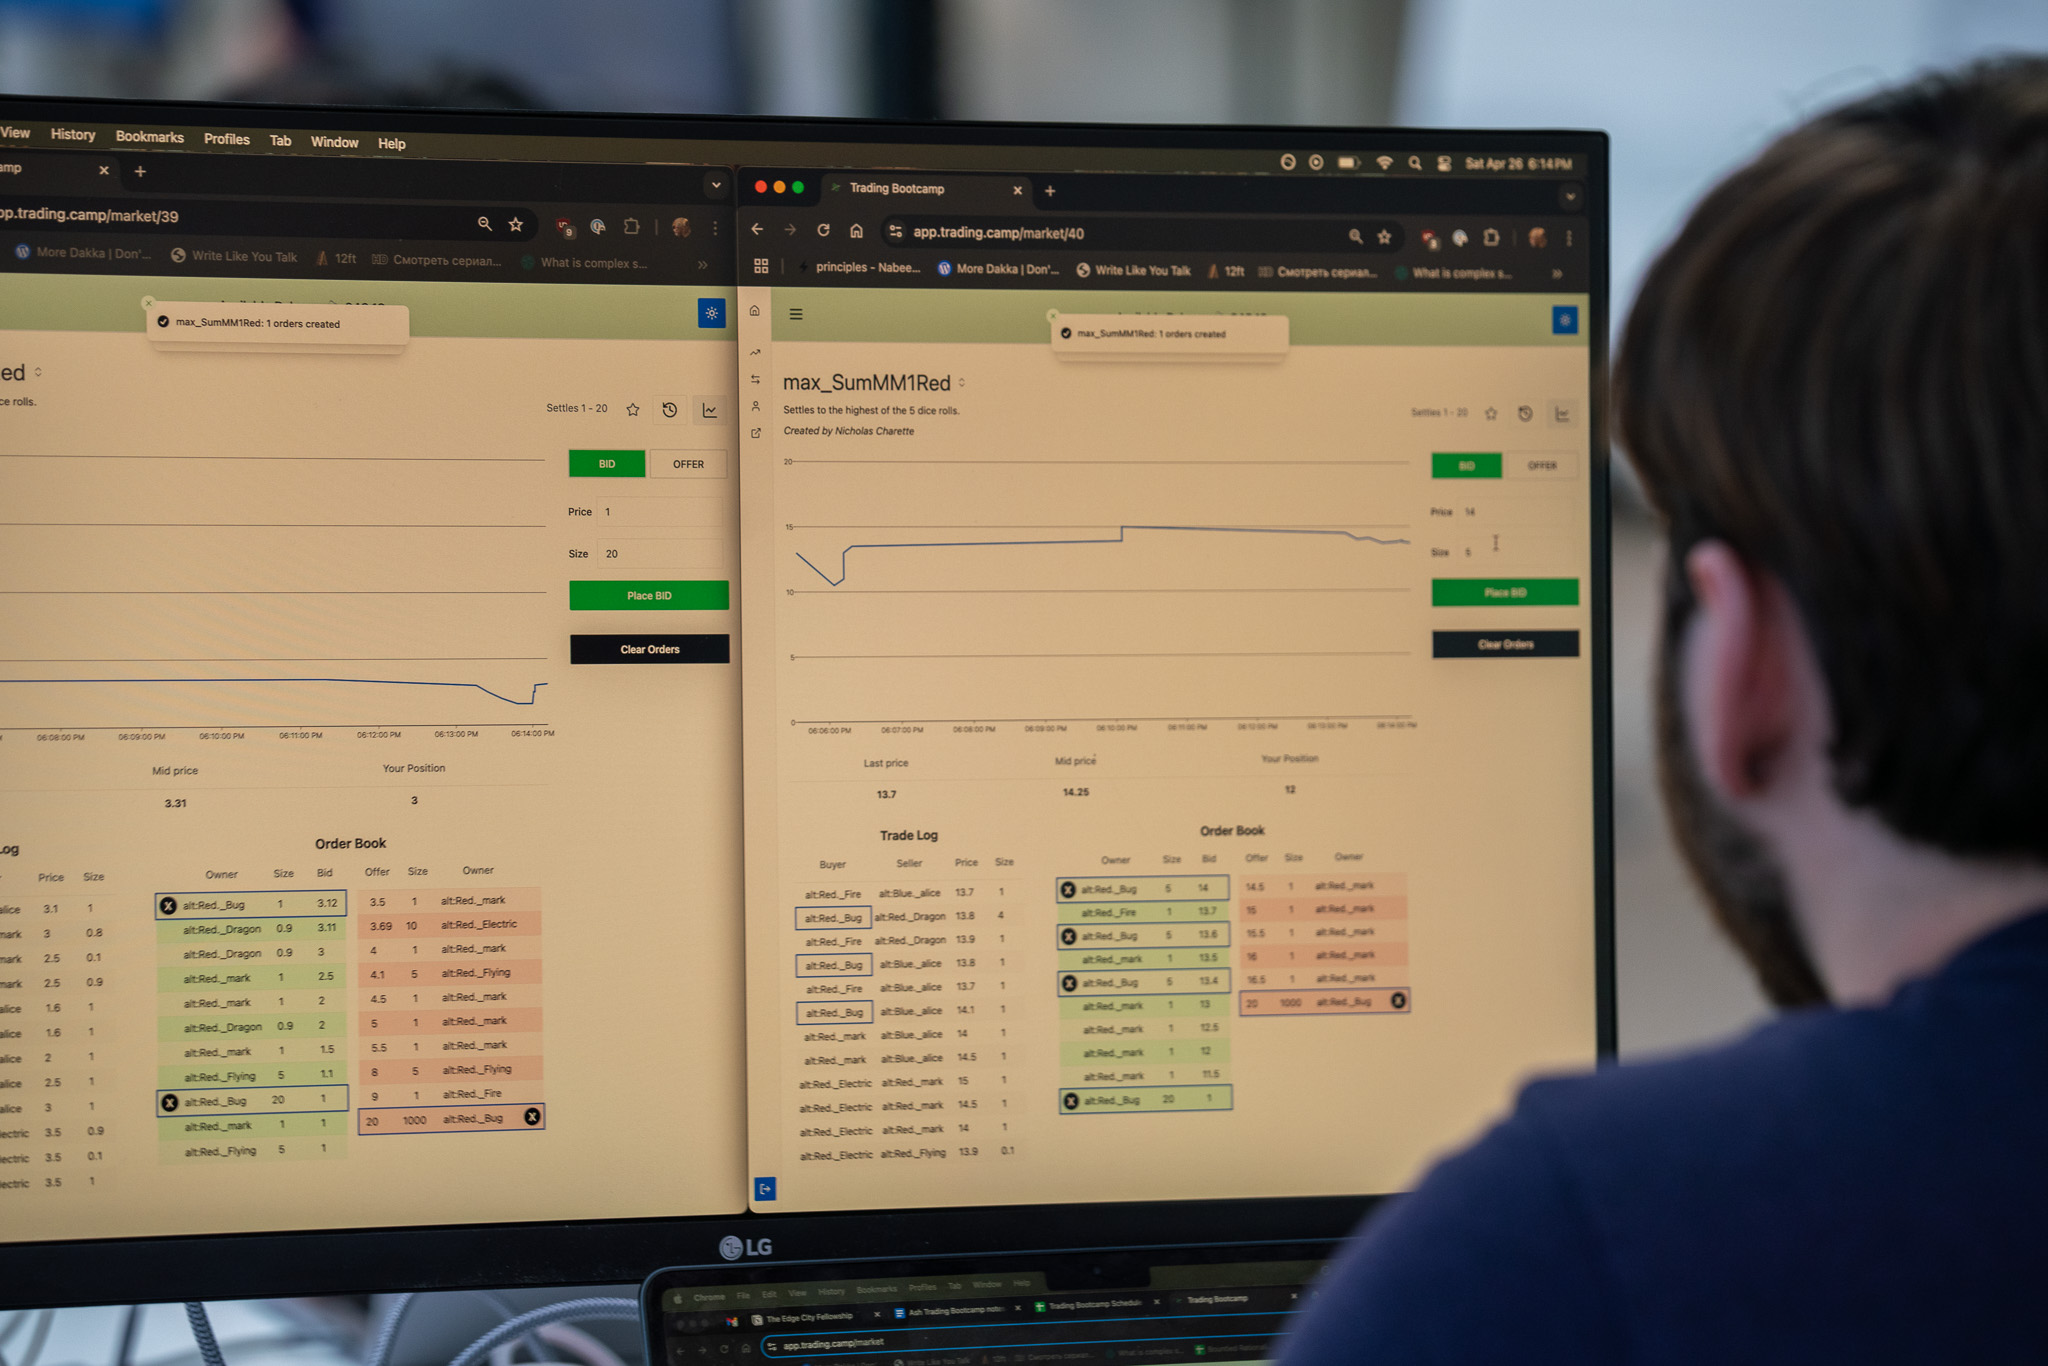 View History Bookmarks Profiles Tab Window Help
Sat Apr 26 6:14 PM
amp
pp.trading.camp/market/39
9
More Dakka | Don'... Write Like You Talk 12ft Смотреть сериал... What is complex s... »
max_SumMM1Red: 1 orders created
ed
ce rolls.
Settles 1 - 20
BID OFFER
Price 1
Size 20
Place BID
Clear Orders
06:08:00 PM 06:09:00 PM 06:10:00 PM 06:11:00 PM 06:12:00 PM 06:13:00 PM 06:14:00 PM
Mid price Your Position
3.31 3
Log
Price Size
alice 3.1 1
mark 3 0.8
mark 2.5 0.1
mark 2.5 0.9
alice 1.6 1
alice 1.6 1
alice 2 1
alice 2.5 1
alice 3 1
ectric 3.5 0.9
ectric 3.5 0.1
ectric 3.5 1
Order Book
Owner Size Bid Offer Size Owner
alt:Red._Bug 1 3.12 3.5 1 alt:Red._mark
alt:Red._Dragon 0.9 3.11 3.69 10 alt:Red._Electric
alt:Red._Dragon 0.9 3 4 1 alt:Red._mark
alt:Red._mark 1 2.5 4.1 5 alt:Red._Flying
alt:Red._mark 1 2 4.5 1 alt:Red._mark
alt:Red._Dragon 0.9 2 5 1 alt:Red._mark
alt:Red._mark 1 1.5 5.5 1 alt:Red._mark
alt:Red._Flying 5 1.1 8 5 alt:Red._Flying
alt:Red._Bug 20 1 9 1 alt:Red._Fire
alt:Red._mark 1 1 20 1000 alt:Red._Bug
alt:Red._Flying 5 1
Trading Bootcamp
app.trading.camp/market/40
principles - Nabee... More Dakka | Don'... Write Like You Talk 12ft Смотреть сериал... What is complex s... »
max_SumMM1Red: 1 orders created
max_SumMM1Red
Settles to the highest of the 5 dice rolls.
Created by Nicholas Charette
Settles 1 - 20
BID OFFER
Price 14
Size 5
Place BID
Clear Orders
20
15
10
5
0
06:06:00 PM 06:07:00 PM 06:08:00 PM 06:09:00 PM 06:10:00 PM 06:11:00 PM 06:12:00 PM 06:13:00 PM 06:14:00 PM
Last price Mid price Your Position
13.7 14.25 12
Trade Log
Buyer Seller Price Size
alt:Red._Fire alt:Blue._alice 13.7 1
alt:Red._Bug alt:Red._Dragon 13.8 4
alt:Red._Fire alt:Red._Dragon 13.9 1
alt:Red._Bug alt:Blue._alice 13.8 1
alt:Red._Fire alt:Blue._alice 13.7 1
alt:Red._Bug alt:Blue._alice 14.1 1
alt:Red._mark alt:Blue._alice 14 1
alt:Red._mark alt:Blue._alice 14.5 1
alt:Red._Electric alt:Red._mark 15 1
alt:Red._Electric alt:Red._mark 14.5 1
alt:Red._Electric alt:Red._mark 14 1
alt:Red._Electric alt:Red._Flying 13.9 0.1
Order Book
Owner Size Bid Offer Size Owner
alt:Red._Bug 5 14 14.5 1 alt:Red._mark
alt:Red._Fire 1 13.7 15 1 alt:Red._mark
alt:Red._Bug 5 13.6 15.5 1 alt:Red._mark
alt:Red._mark 1 13.5 16 1 alt:Red._mark
alt:Red._Bug 5 13.4 16.5 1 alt:Red._mark
alt:Red._mark 1 13 20 1000 alt:Red._Bug
alt:Red._mark 1 12.5
alt:Red._mark 1 12
alt:Red._mark 1 11.5
alt:Red._Bug 20 1
LG
Chrome File Edit View History Bookmarks Profiles Tab Window Help
The Edge City Fellowship Ash Trading Bootcamp note Trading Bootcamp Schedul Trading Bootcamp
app.trading.camp/market
Write Like You Talk 12ft